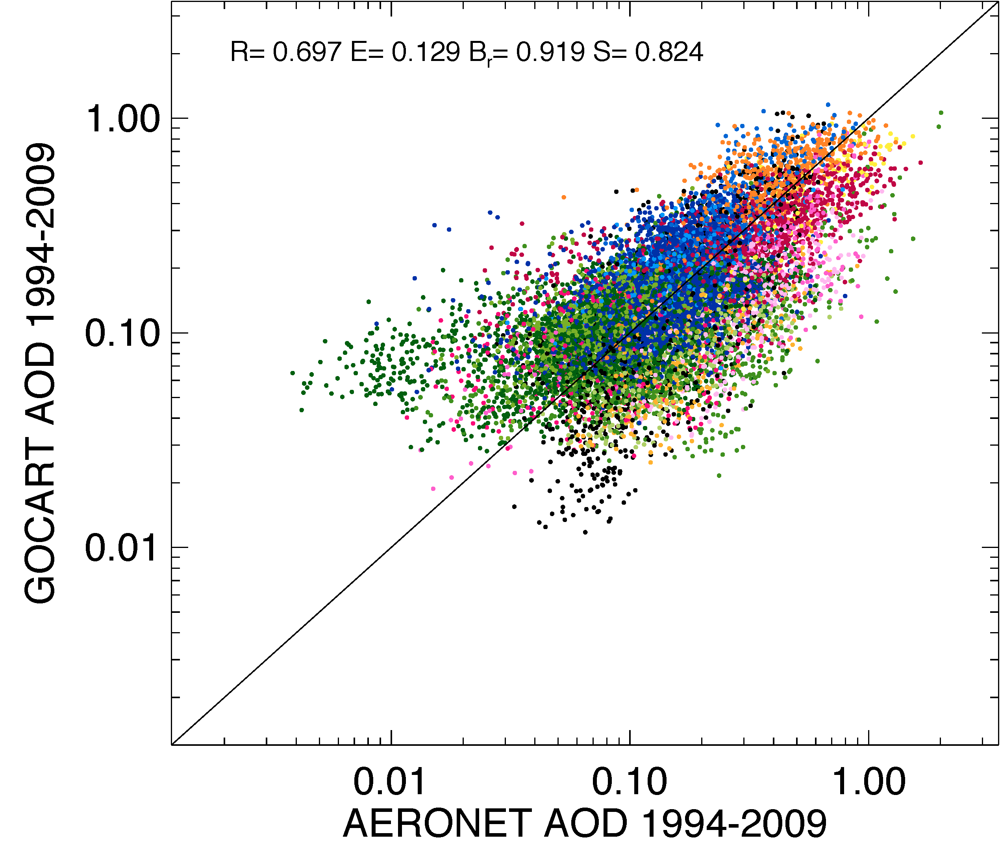 R= 0.697 E= 0.129 Br= 0.919 S= 0.824
1.00
0.10
0.01
GOCART AOD 1994-2009
0.01 0.10 1.00
AERONET AOD 1994-2009